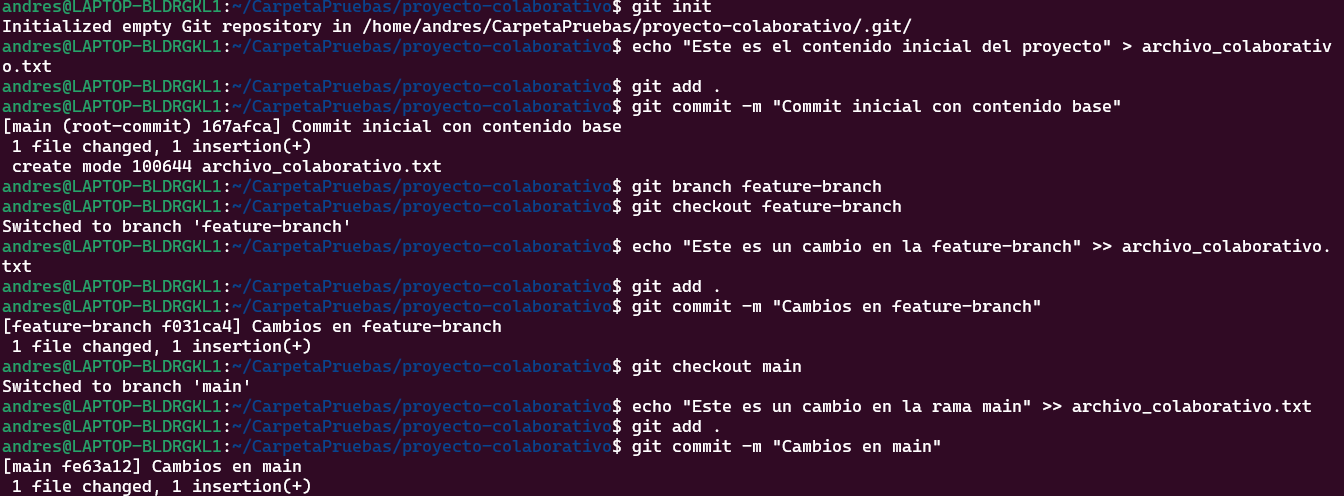 andres@LAPTOP-BLDRGKL1:~/CarpetaPruebas/proyecto-colaborativo$ git init
Initialized empty Git repository in /home/andres/CarpetaPruebas/proyecto-colaborativo/.git/
andres@LAPTOP-BLDRGKL1:~/CarpetaPruebas/proyecto-colaborativo$ echo "Este es el contenido inicial del proyecto" > archivo_colaborativ
o.txt
andres@LAPTOP-BLDRGKL1:~/CarpetaPruebas/proyecto-colaborativo$ git add .
andres@LAPTOP-BLDRGKL1:~/CarpetaPruebas/proyecto-colaborativo$ git commit -m "Commit inicial con contenido base"
[main (root-commit) 167afca] Commit inicial con contenido base
 1 file changed, 1 insertion(+)
 create mode 100644 archivo_colaborativo.txt
andres@LAPTOP-BLDRGKL1:~/CarpetaPruebas/proyecto-colaborativo$ git branch feature-branch
andres@LAPTOP-BLDRGKL1:~/CarpetaPruebas/proyecto-colaborativo$ git checkout feature-branch
Switched to branch 'feature-branch'
andres@LAPTOP-BLDRGKL1:~/CarpetaPruebas/proyecto-colaborativo$ echo "Este es un cambio en la feature-branch" >> archivo_colaborativo.
txt
andres@LAPTOP-BLDRGKL1:~/CarpetaPruebas/proyecto-colaborativo$ git add .
andres@LAPTOP-BLDRGKL1:~/CarpetaPruebas/proyecto-colaborativo$ git commit -m "Cambios en feature-branch"
[feature-branch f031ca4] Cambios en feature-branch
 1 file changed, 1 insertion(+)
andres@LAPTOP-BLDRGKL1:~/CarpetaPruebas/proyecto-colaborativo$ git checkout main
Switched to branch 'main'
andres@LAPTOP-BLDRGKL1:~/CarpetaPruebas/proyecto-colaborativo$ echo "Este es un cambio en la rama main" >> archivo_colaborativo.txt
andres@LAPTOP-BLDRGKL1:~/CarpetaPruebas/proyecto-colaborativo$ git add .
andres@LAPTOP-BLDRGKL1:~/CarpetaPruebas/proyecto-colaborativo$ git commit -m "Cambios en main"
[main fe63a12] Cambios en main
 1 file changed, 1 insertion(+)